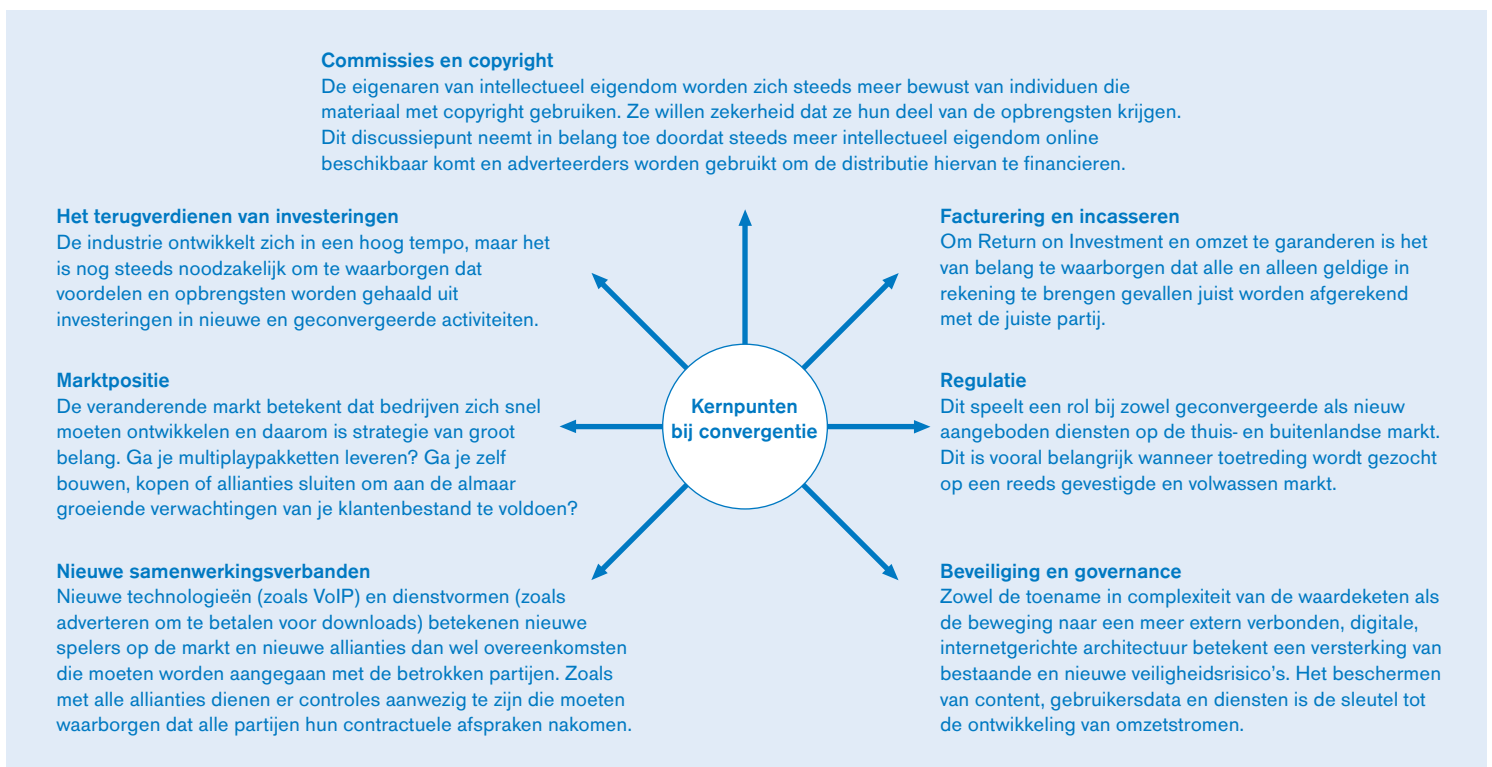 Commissies en copyright
De eigenaren van intellectueel eigendom worden zich steeds meer bewust van individuen die
materiaal met copyright gebruiken. Ze willen zekerheid dat ze hun deel van de opbrengsten krijgen.
Dit discussiepunt neemt in belang toe doordat steeds meer intellectueel eigendom online
beschikbaar komt en adverteerders worden gebruikt om de distributie hiervan te financieren.
Het terugverdienen van investeringen
De industrie ontwikkelt zich in een hoog tempo, maar het
is nog steeds noodzakelijk om te waarborgen dat
voordelen en opbrengsten worden gehaald uit
investeringen in nieuwe en geconvergeerde activiteiten.
Facturering en incasseren
Om Return on Investment en omzet te garanderen is het
van belang te waarborgen dat alle en alleen geldige in
rekening te brengen gevallen juist worden afgerekend
met de juiste partij.
Marktpositie
De veranderende markt betekent dat bedrijven zich snel
moeten ontwikkelen en daarom is strategie van groot
belang. Ga je multiplaypakketten leveren? Ga je zelf
bouwen, kopen of allianties sluiten om aan de almaar
groeiende verwachtingen van je klantenbestand te voldoen?
Kernpunten
bij convergentie
Regulatie
Dit speelt een rol bij zowel geconvergeerde als nieuw
aangeboden diensten op de thuis- en buitenlandse markt.
Dit is vooral belangrijk wanneer toetreding wordt gezocht
op een reeds gevestigde en volwassen markt.
Nieuwe samenwerkingsverbanden
Nieuwe technologieën (zoals VoIP) en dienstvormen (zoals
adverteren om te betalen voor downloads) betekenen nieuwe
spelers op de markt en nieuwe allianties dan wel overeenkomsten
die moeten worden aangegaan met de betrokken partijen. Zoals
met alle allianties dienen er controles aanwezig te zijn die moeten
waarborgen dat alle partijen hun contractuele afspraken nakomen.
Beveiliging en governance
Zowel de toename in complexiteit van de waardeketen als
de beweging naar een meer extern verbonden, digitale,
internetgerichte architectuur betekent een versterking van
bestaande en nieuwe veiligheidsrisico's. Het beschermen
van content, gebruikersdata en diensten is de sleutel tot
de ontwikkeling van omzetstromen.